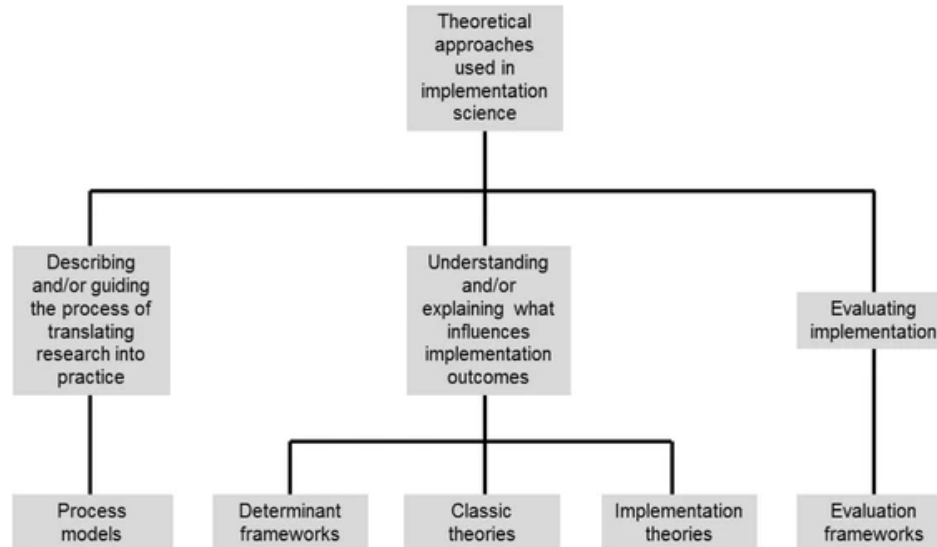 Theoretical
approaches
used in
implementation
science
Describing
and/or guiding
the process of
translating
research into
practice
Understanding
and/or
explaining what
influences
implementation
outcomes
Evaluating
implementation
Process
models
Determinant
frameworks
Classic
theories
Implementation
theories
Evaluation
frameworks